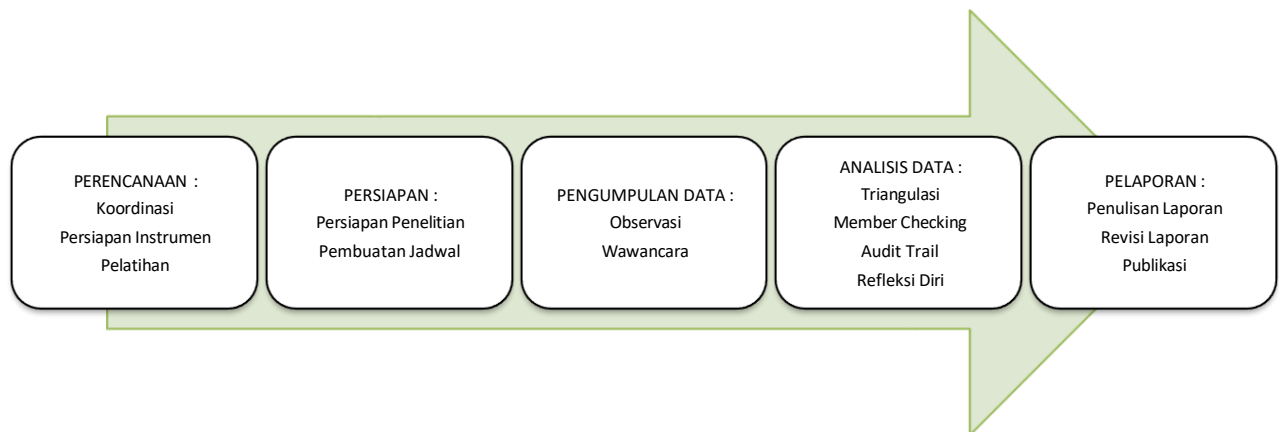 PERENCANAAN :
Koordinasi
Persiapan Instrumen
Pelatihan
PERSIAPAN :
Persiapan Penelitian
Pembuatan Jadwal
PENGUMPULAN DATA :
Observasi
Wawancara
ANALISIS DATA :
Triangulasi
Member Checking
Audit Trail
Refleksi Diri
PELAPORAN :
Penulisan Laporan
Revisi Laporan
Publikasi